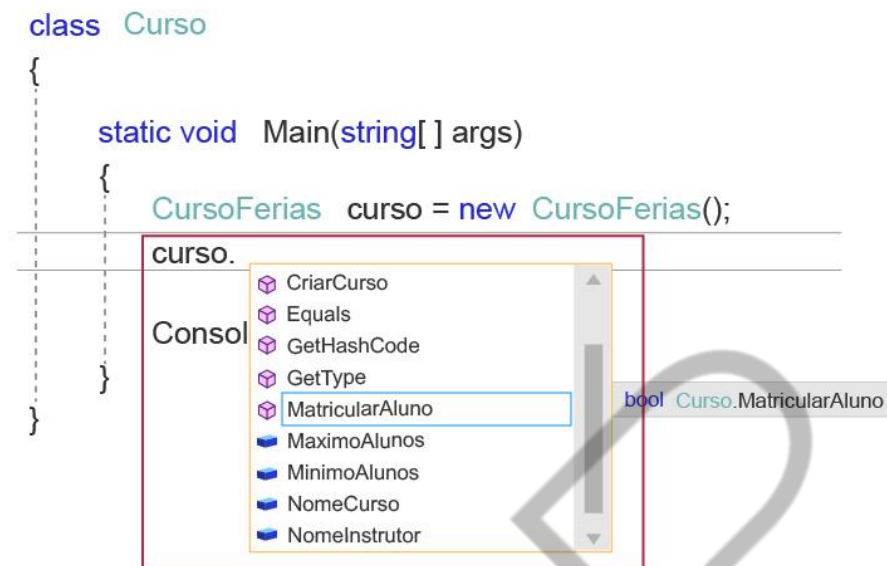 class Curso
{
static void Main(string[ ] args)
{
CursoFerias curso = new CursoFerias();
curso.
CriarCurso
Equals
Consol
GetHashCode
GetType
}
MatricularAluno
bool Curso.MatricularAluno
}
MaximoAlunos
MinimoAlunos
NomeCurso
NomeInstrutor